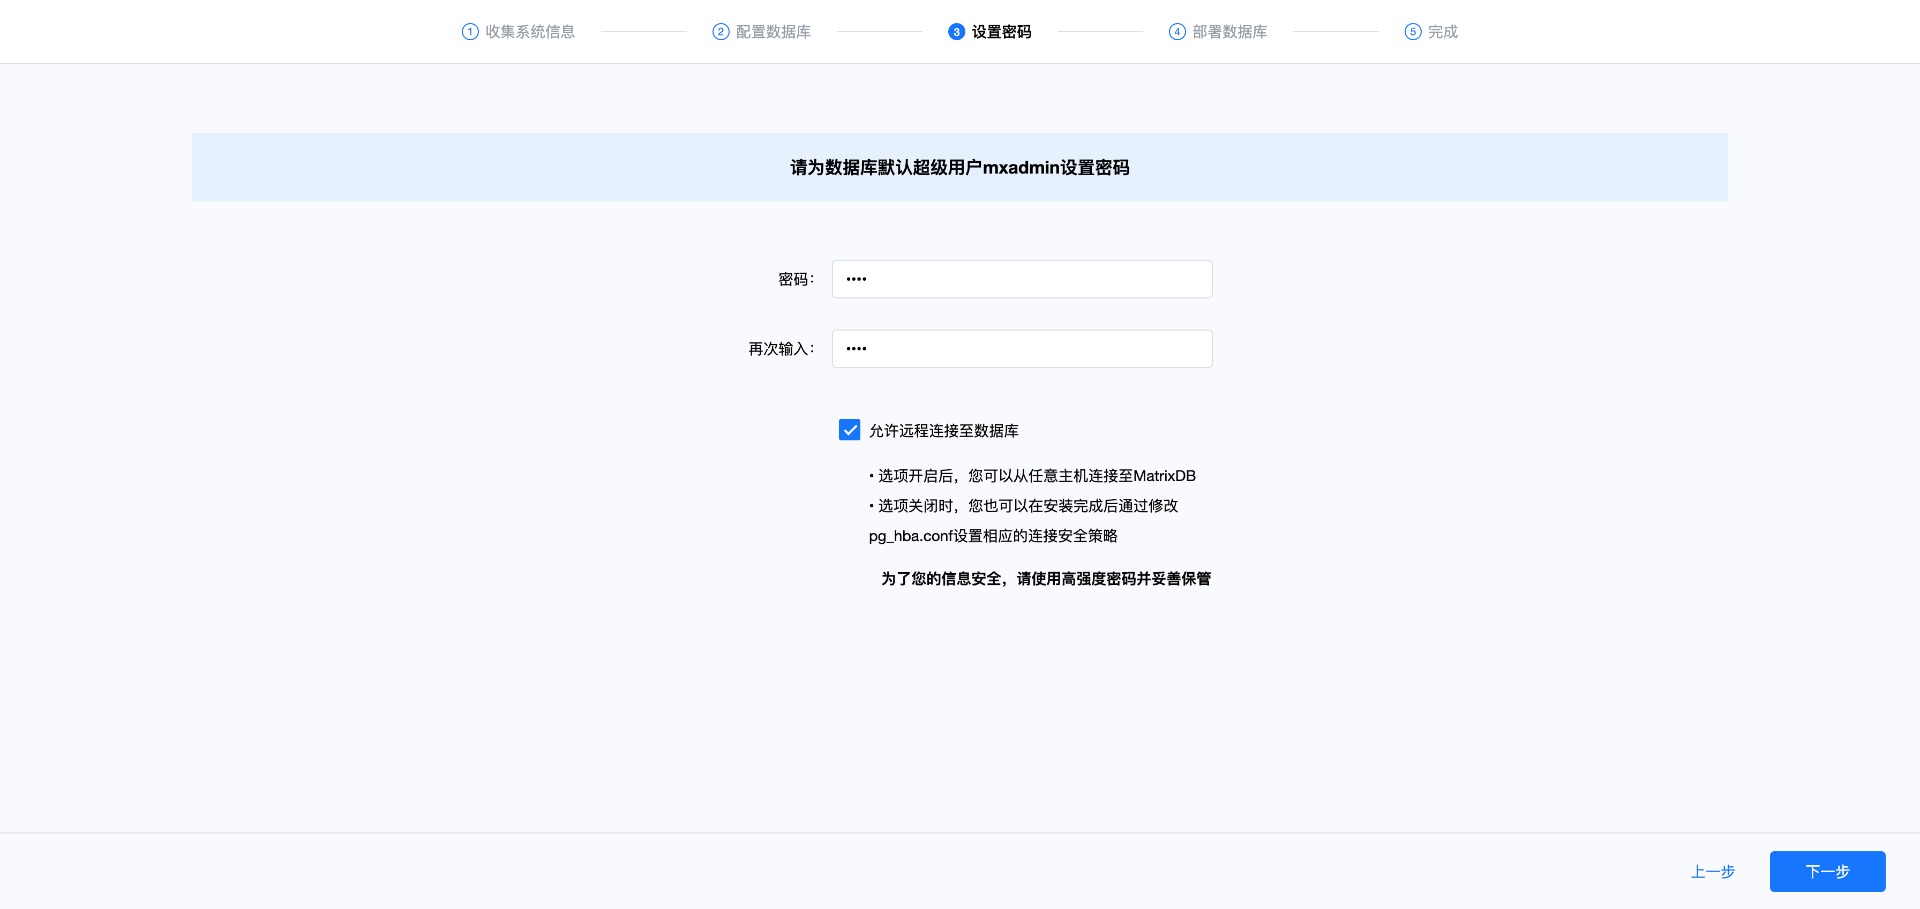 1 收集系统信息
2 配置数据库
3 设置密码
4 部署数据库
5 完成
请为数据库默认超级用户mxadmin设置密码
密码：
••••
再次输入：
••••
允许远程连接至数据库
• 选项开启后，您可以从任意主机连接至MatrixDB
• 选项关闭时，您也可以在安装完成后通过修改
pg_hba.conf设置相应的连接安全策略
为了您的信息安全，请使用高强度密码并妥善保管
上一步
下一步